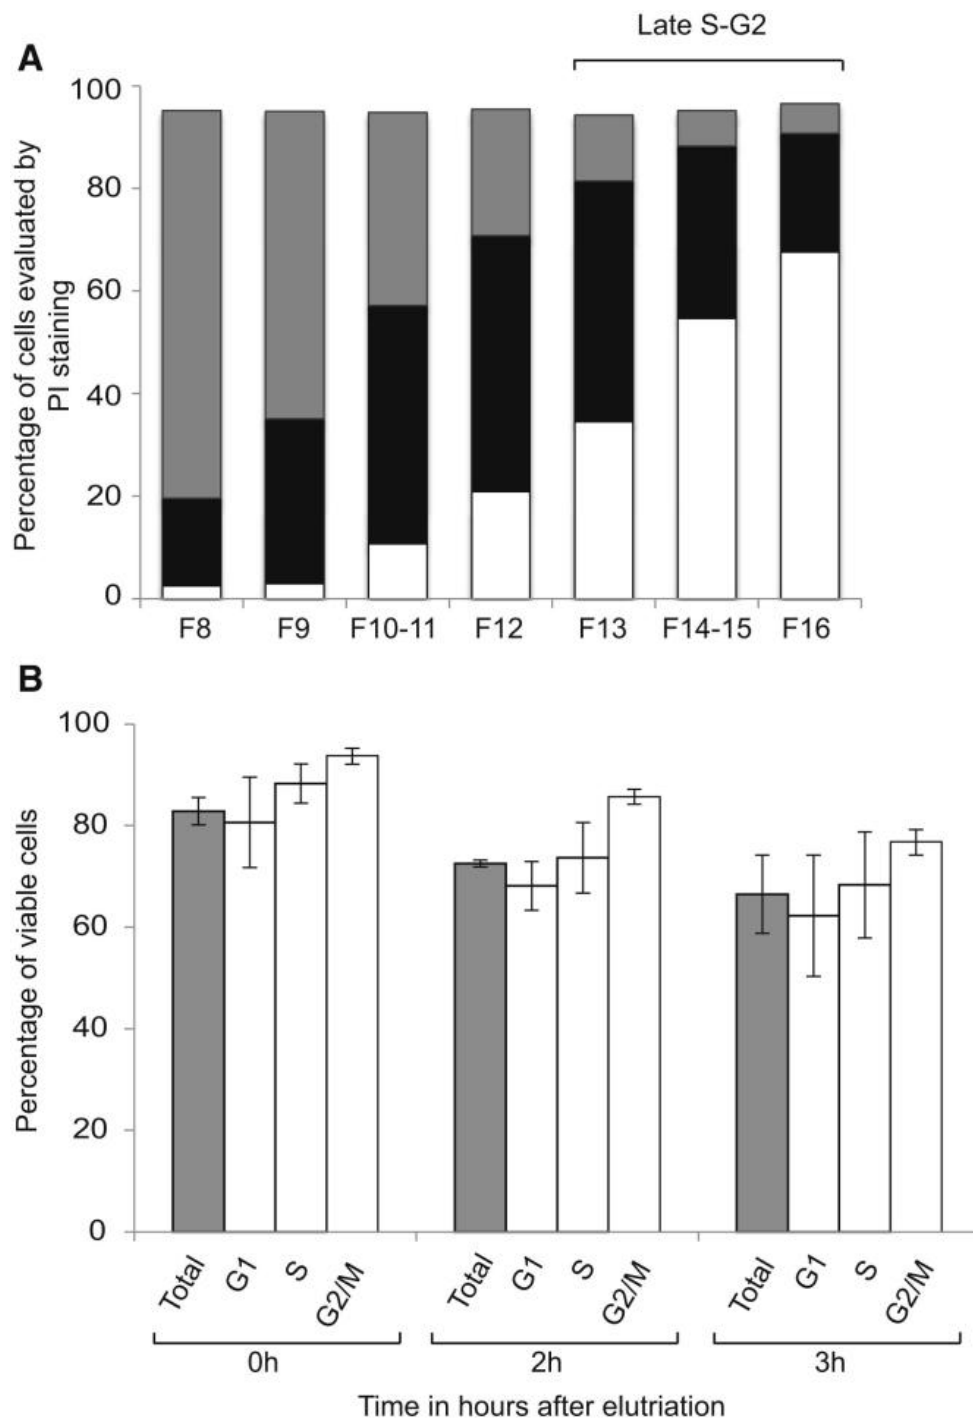 A
Late S-G2
Percentage of cells evaluated by
PI staining
100
80
60
40
20
0
F8 F9 F10-11 F12 F13 F14-15 F16
B
Percentage of viable cells
100
80
60
40
20
0
Total G1 S G2/M Total G1 S G2/M Total G1 S G2/M
0h 2h 3h
Time in hours after elutriation